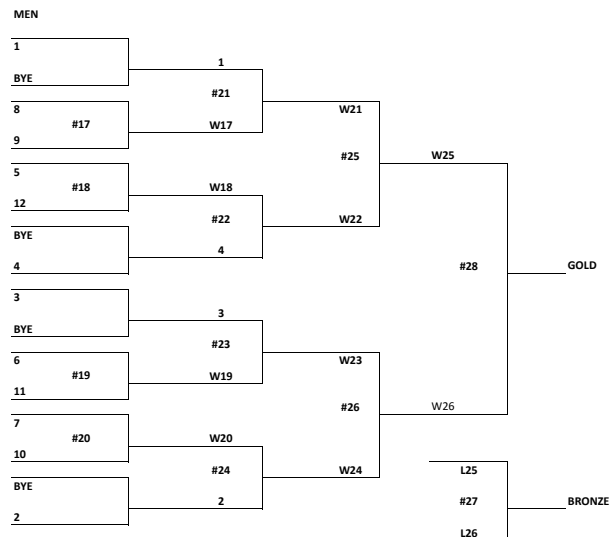 MEN
1
1
BYE
#21
8
W21
#17
W17
9
#25
W25
5
#18
W18
12
#22
W22
BYE
4
4
#28
GOLD
3
3
BYE
#23
6
W23
#19
W19
11
#26
W26
7
#20
W20
10
#24
W24
L25
BYE
2
#27
BRONZE
2
L26